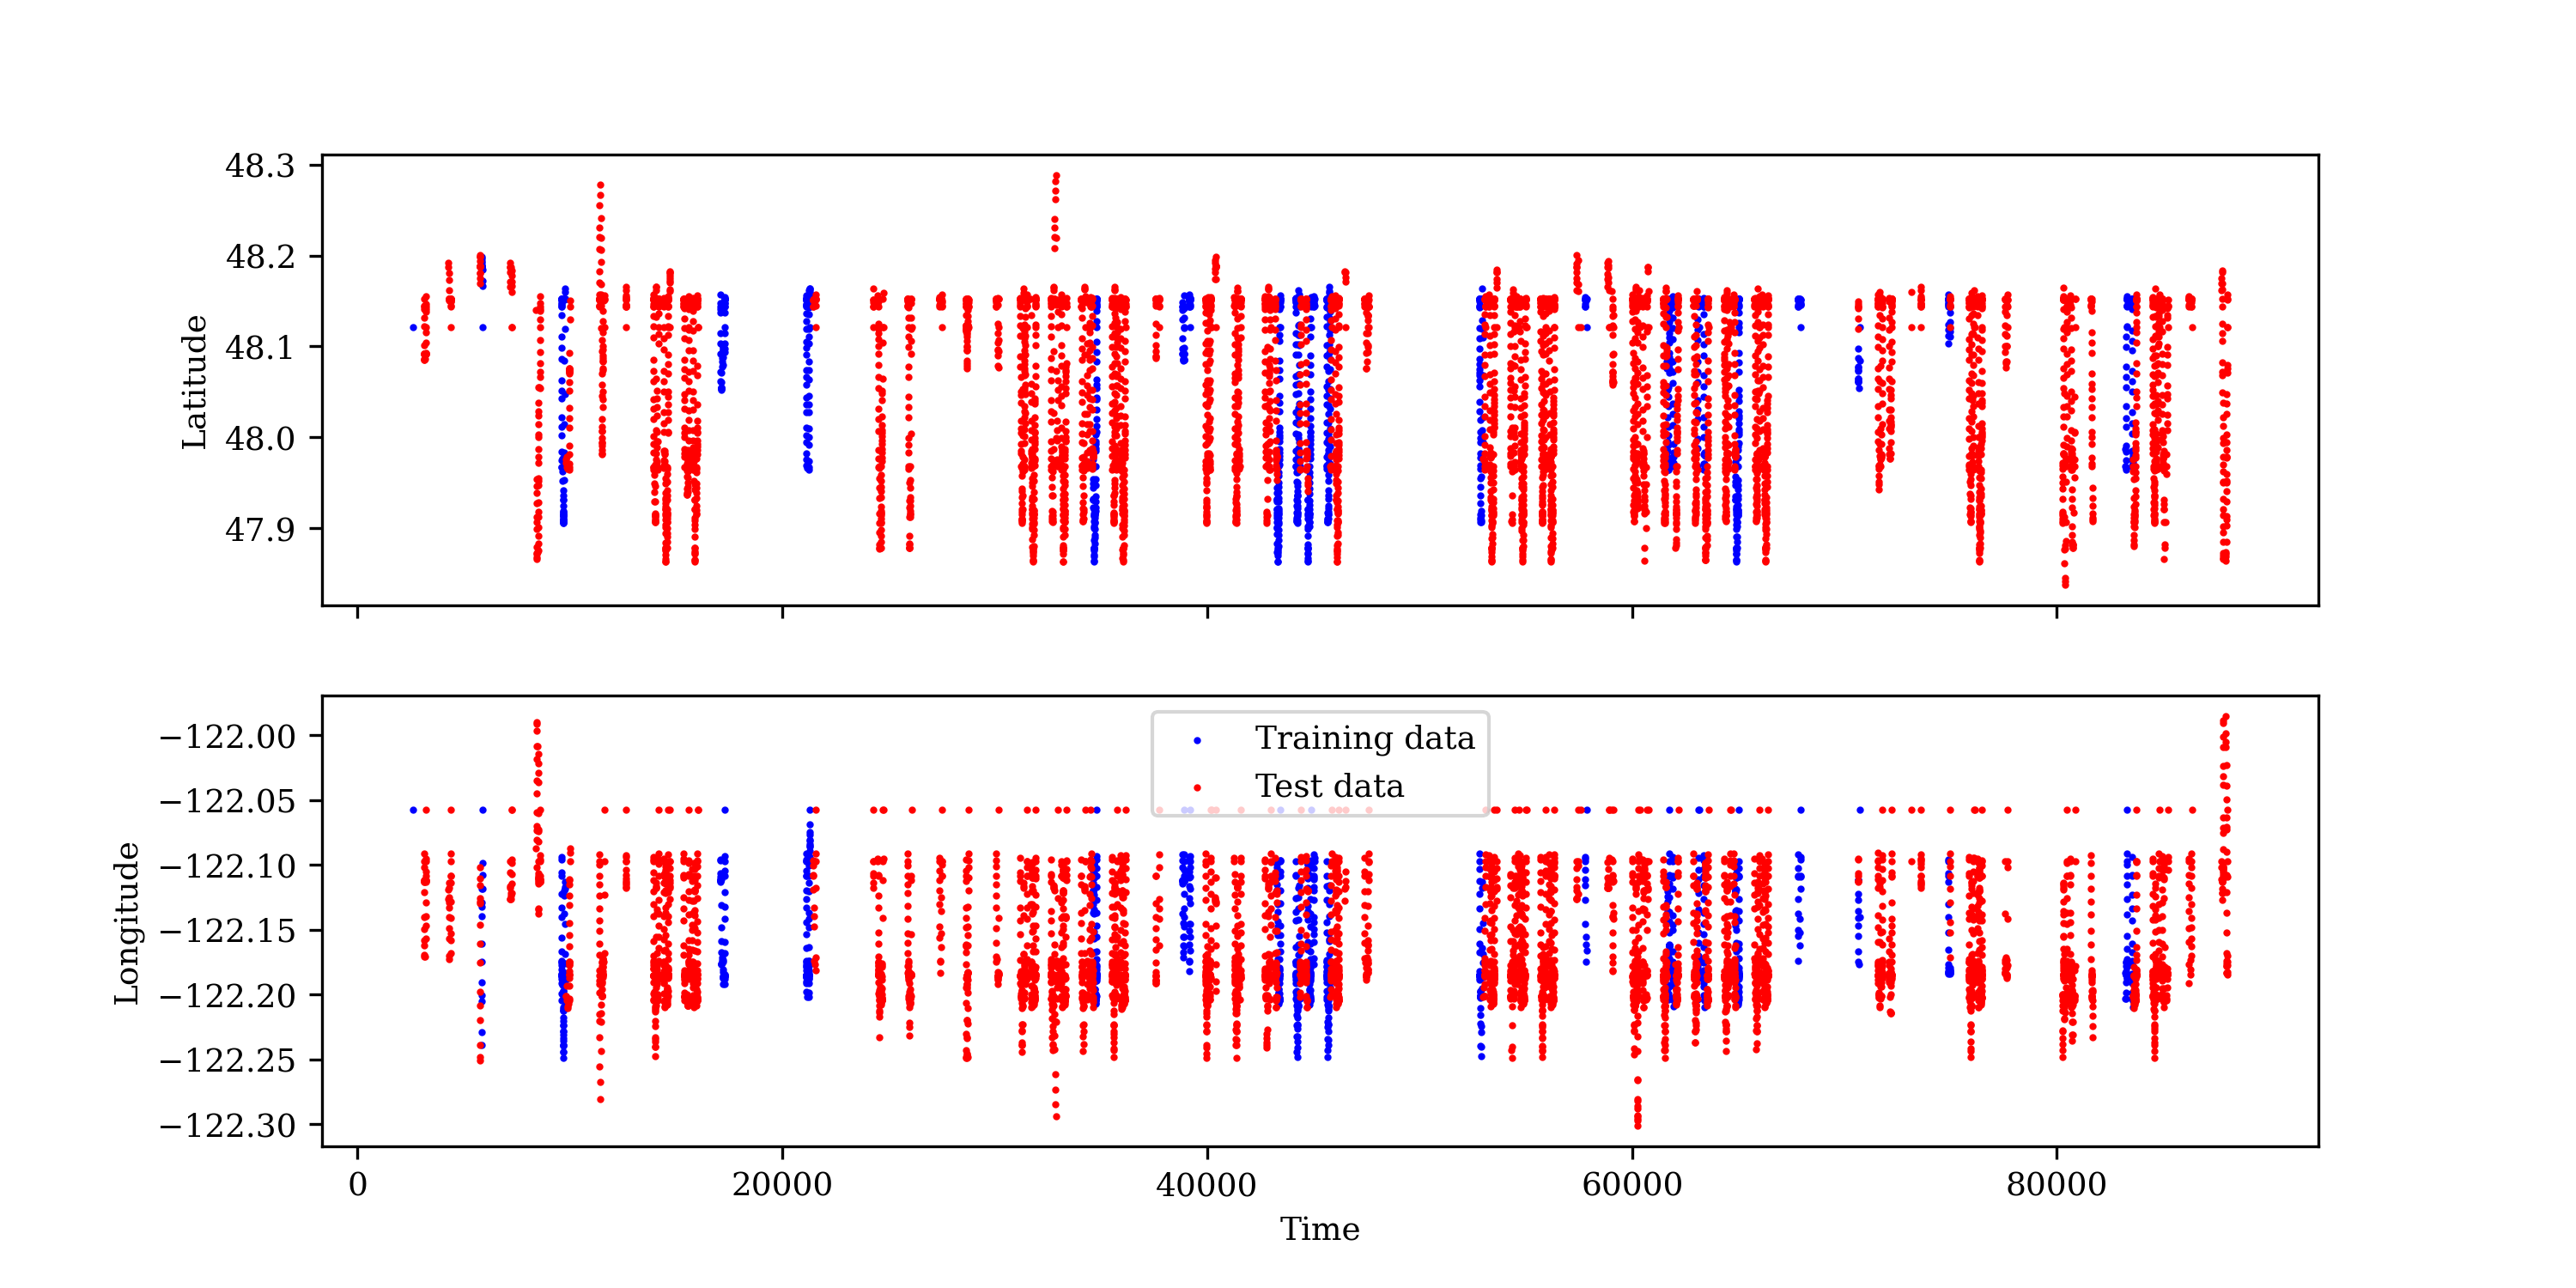 48.3
48.2
48.1
48.0
47.9
Latitude
−122.00
−122.05
−122.10
−122.15
−122.20
−122.25
−122.30
Longitude
Training data
Test data
0 20000 40000 60000 80000
Time